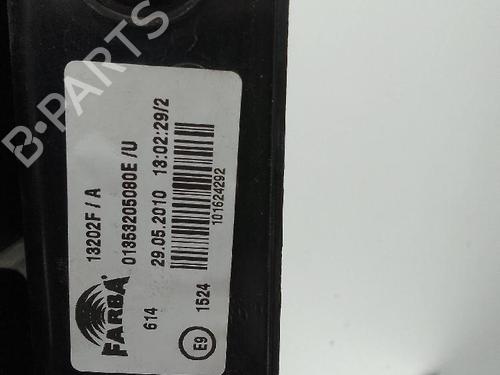 B-PARTS
13202F / A
01353205080E /U
29.05.2010 13:02:29/2
101624292
FARBA
614
E9
1524